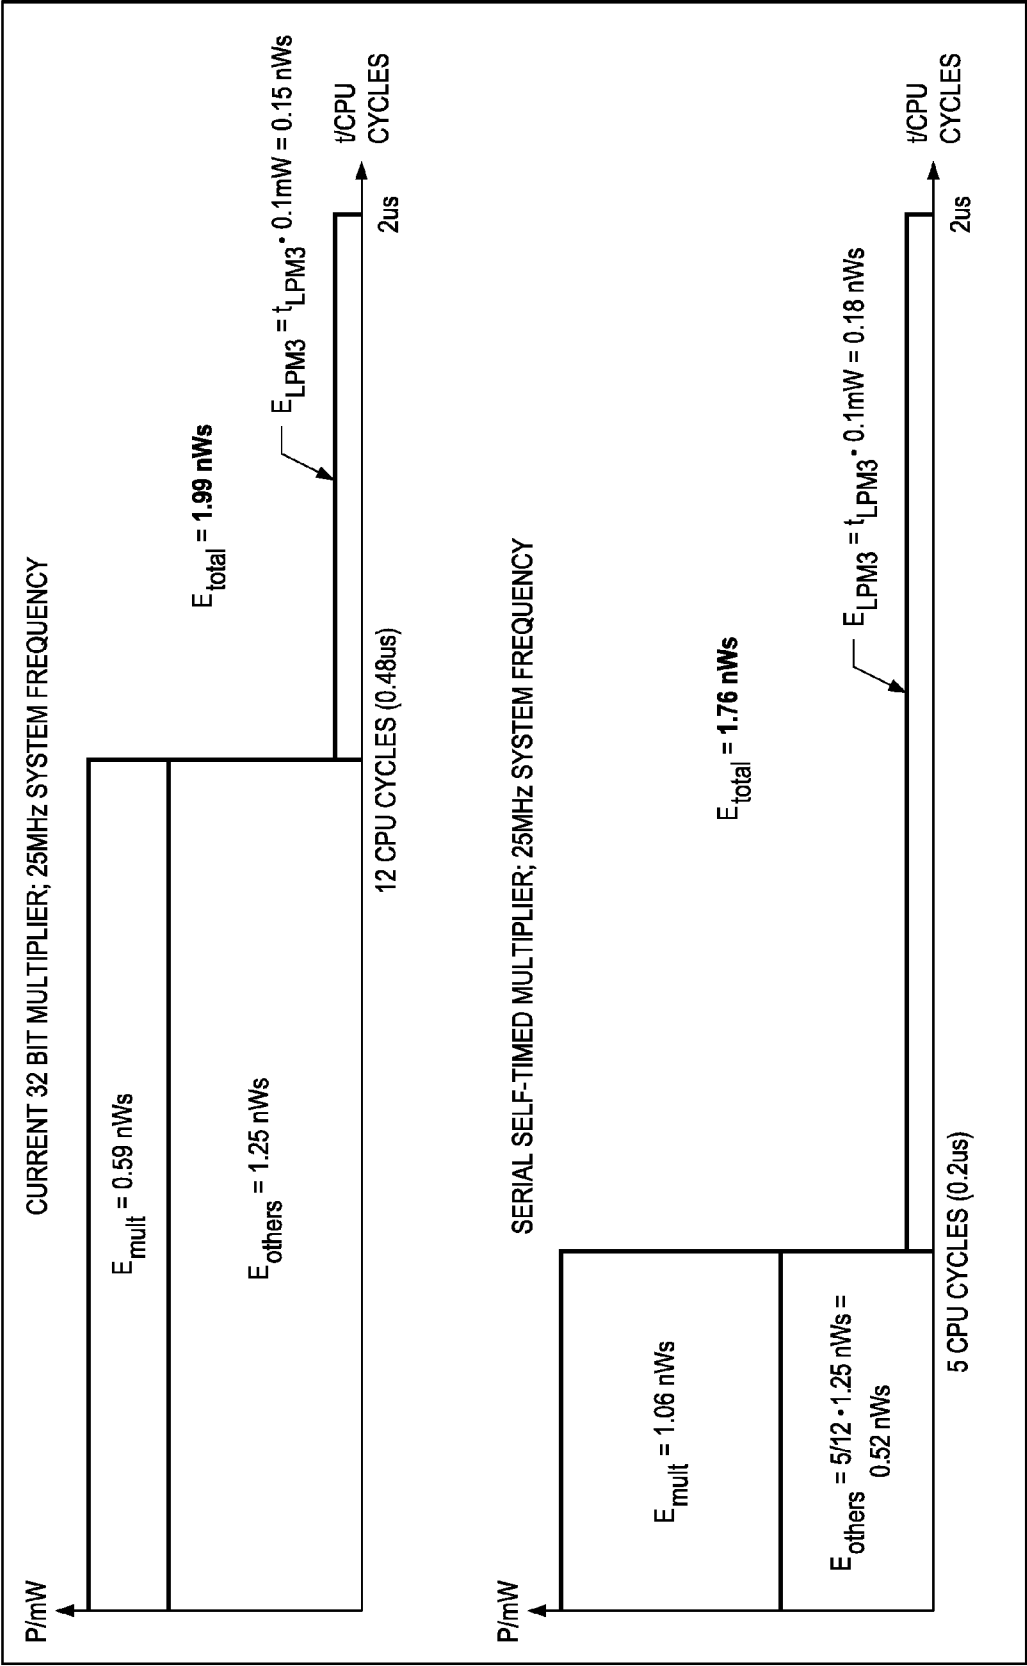 CURRENT 32 BIT MULTIPLIER; 25MHz SYSTEM FREQUENCY
P/mW
E_mult = 0.59 nWs
E_others = 1.25 nWs
E_total = 1.99 nWs
E_LPM3 = t_LPM3 • 0.1mW = 0.15 nWs
12 CPU CYCLES (0.48us)
2us
t/CPU
CYCLES
SERIAL SELF-TIMED MULTIPLIER; 25MHz SYSTEM FREQUENCY
P/mW
E_mult = 1.06 nWs
E_others = 5/12 • 1.25 nWs =
0.52 nWs
E_total = 1.76 nWs
E_LPM3 = t_LPM3 • 0.1mW = 0.18 nWs
5 CPU CYCLES (0.2us)
2us
t/CPU
CYCLES